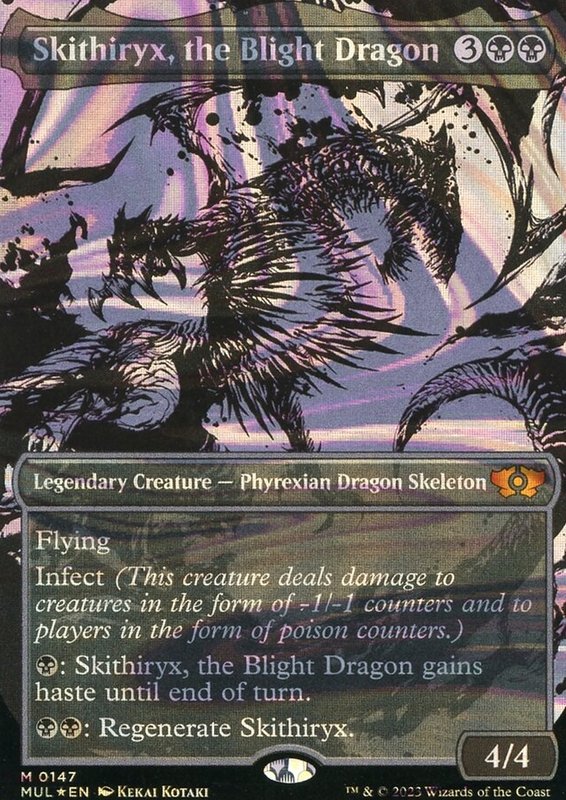 Skithiryx, the Blight Dragon 3
Legendary Creature — Phyrexian Dragon Skeleton
Flying
Infect (This creature deals damage to
creatures in the form of -1/-1 counters and to
players in the form of poison counters.)
: Skithiryx, the Blight Dragon gains
haste until end of turn.
: Regenerate Skithiryx.
4/4
M 0147
MUL★EN Kekai Kotaki
™ & © 2023 Wizards of the Coast